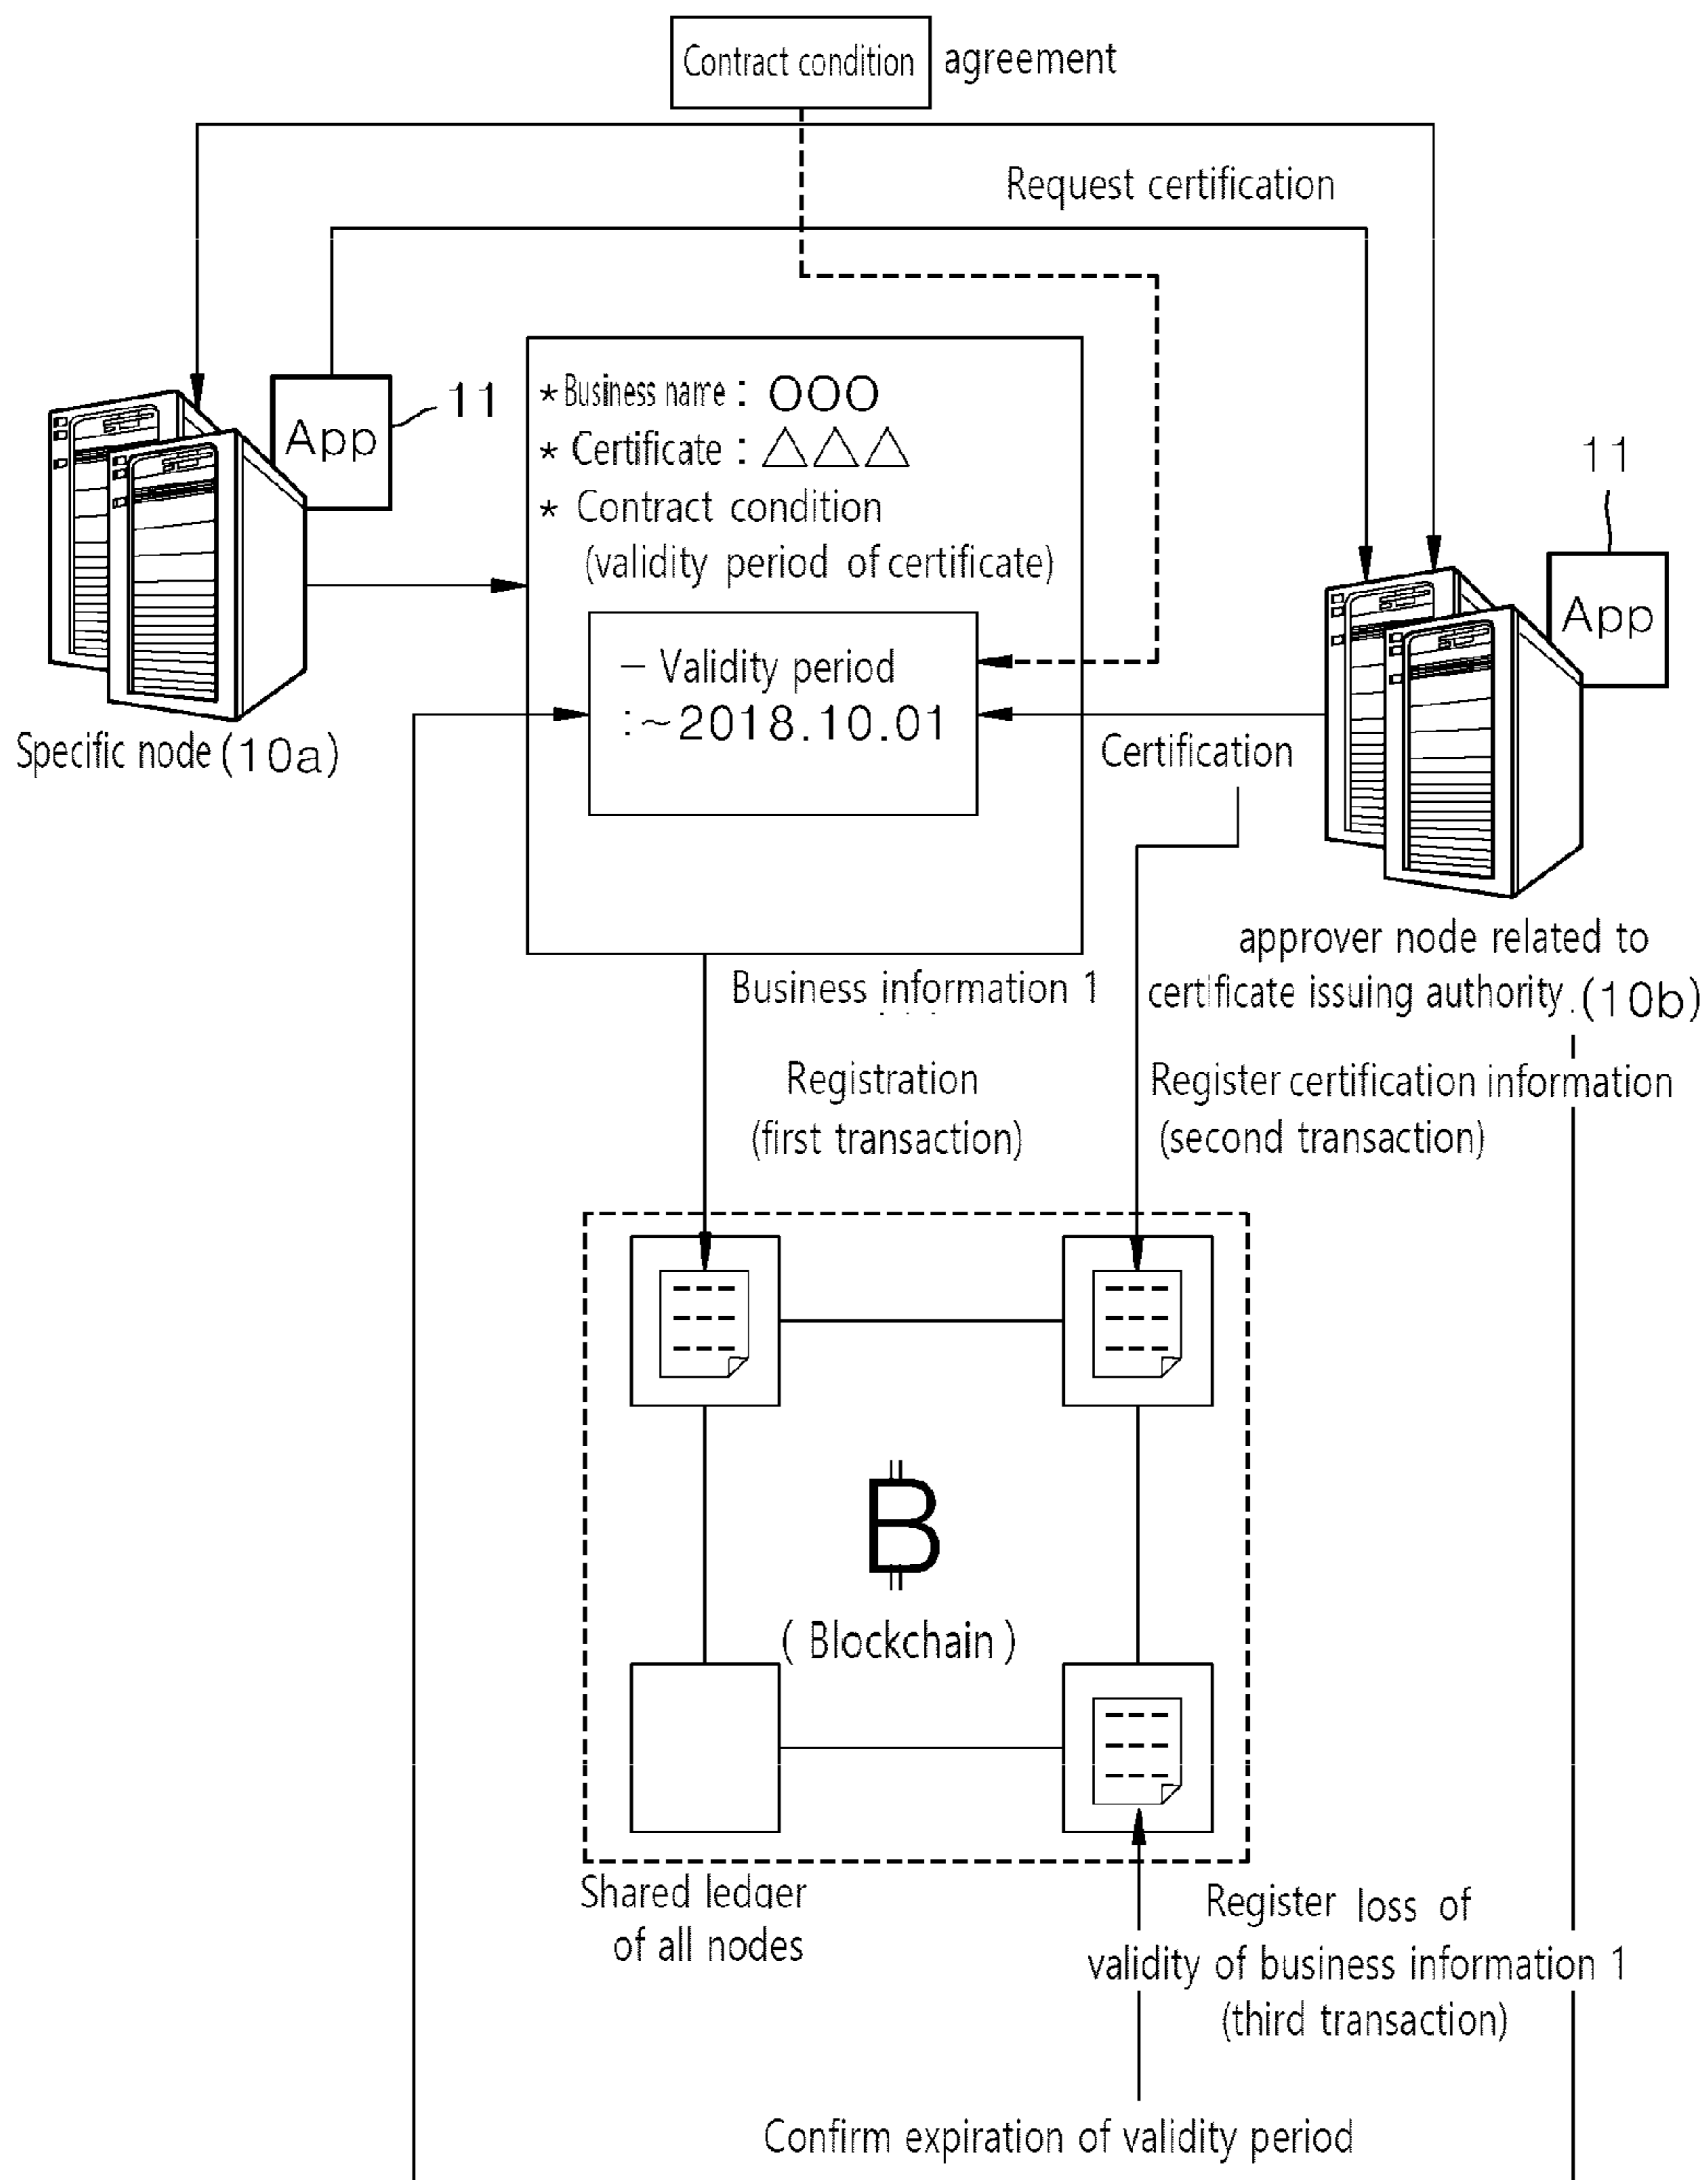 Contract condition agreement
Request certification
App
11
* Business name : OOO
* Certificate : △△△
* Contract condition
(validity period of certificate)
– Validity period
:~2018.10.01
11
App
Specific node (10a)
Certification
approver node related to
certificate issuing authority (10b)
Business information 1
Registration
(first transaction)
Register certification information
(second transaction)
B
( Blockchain )
Shared ledger
of all nodes
Register loss of
validity of business information 1
(third transaction)
Confirm expiration of validity period